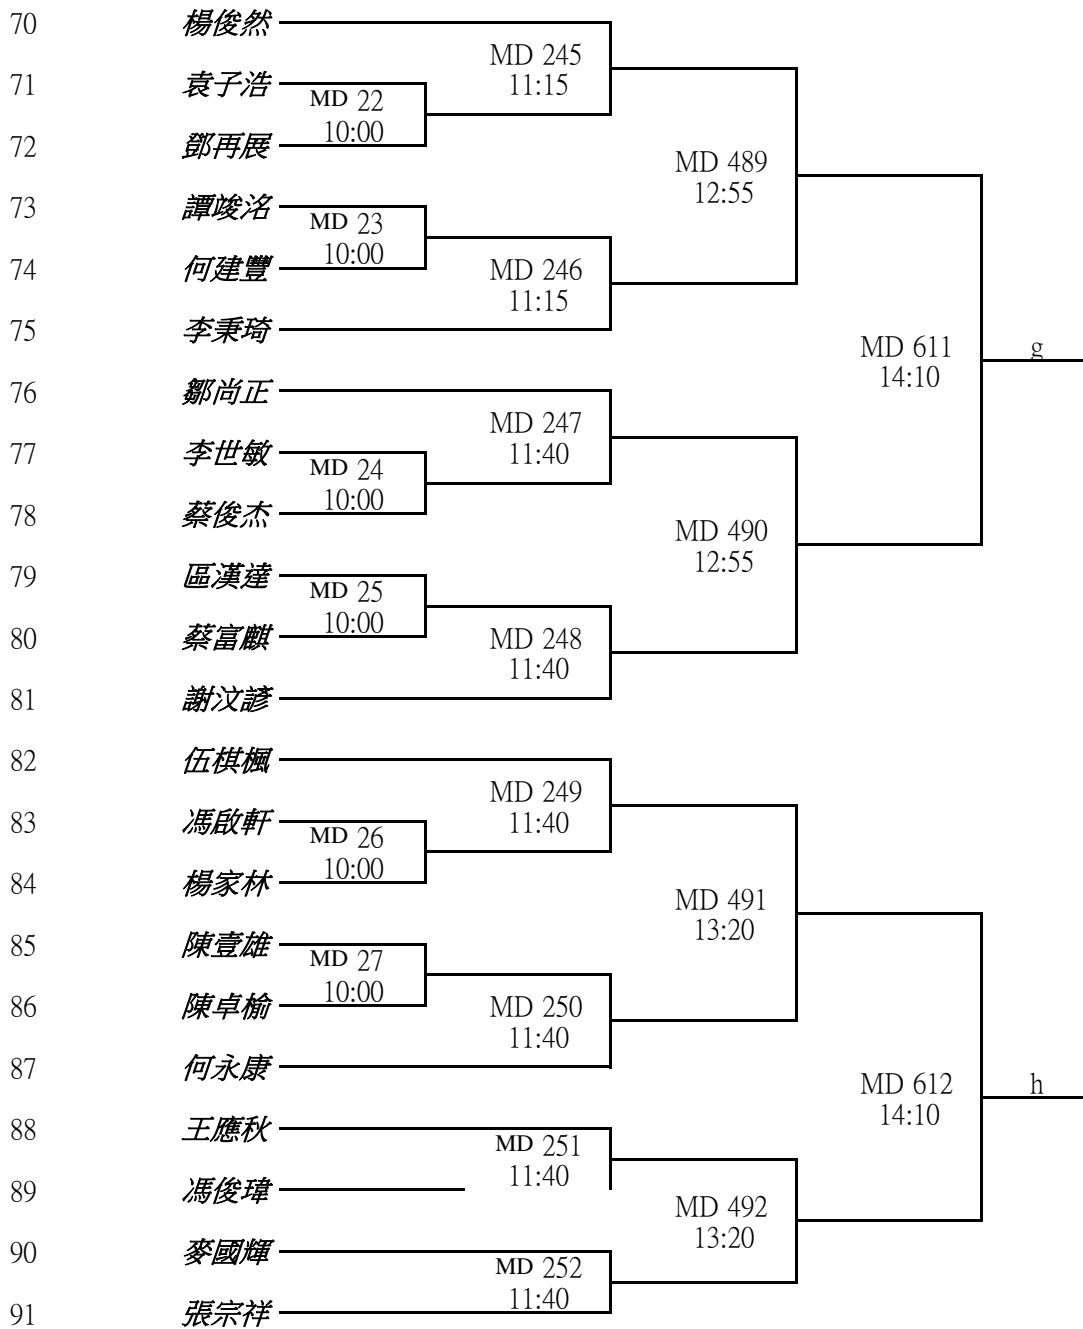 70 楊俊然
MD 245
71 袁子浩 11:15
MD 22
10:00
72 鄧再展
MD 489
12:55
73 譚竣洺
MD 23
10:00
74 何建豐 MD 246
11:15
75 李秉琦
MD 611 g
14:10
76 鄒尚正
MD 247
77 李世敏 11:40
MD 24
10:00
78 蔡俊杰
MD 490
12:55
79 區漢達
MD 25
10:00
80 蔡富麒 MD 248
11:40
81 謝汶諺
82 伍棋楓
MD 249
83 馮啟軒 11:40
MD 26
10:00
84 楊家林
MD 491
13:20
85 陳壹雄
MD 27
10:00
86 陳卓榆 MD 250
11:40
87 何永康
MD 612 h
14:10
88 王應秋
MD 251
11:40
89 馮俊瑋
MD 492
13:20
90 麥國輝
MD 252
11:40
91 張宗祥